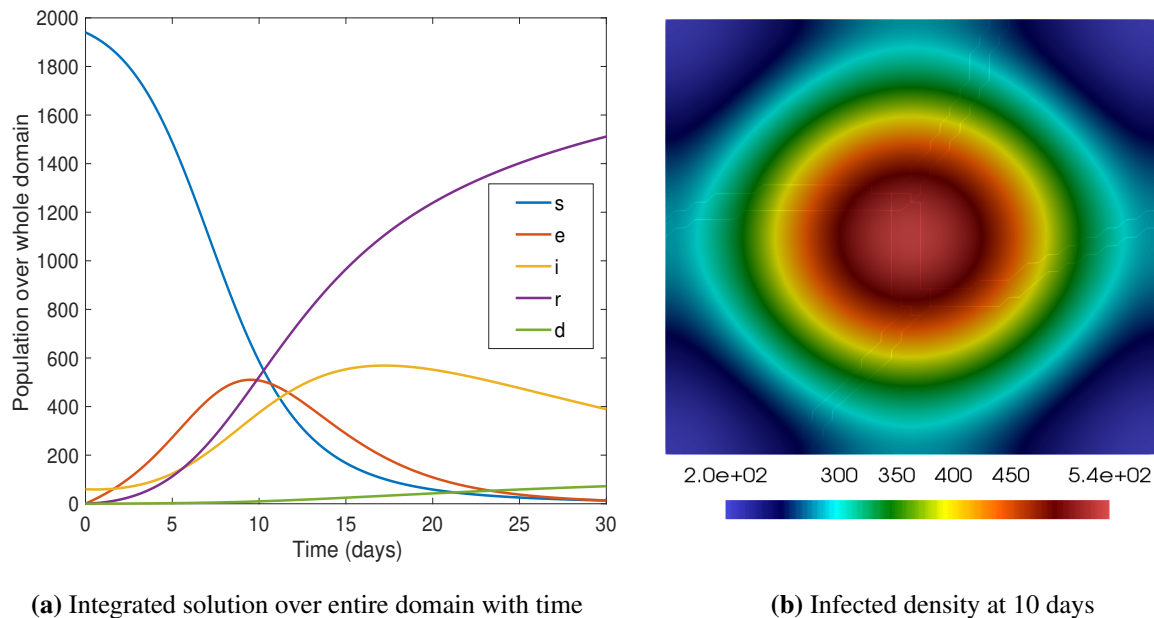 2000
1800
1600
1400
1200
1000
800
600
400
200
0
Population over whole domain
0 5 10 15 20 25 30
Time (days)
s
e
i
r
d
2.0e+02 300 350 400 450 5.4e+02
(a) Integrated solution over entire domain with time
(b) Infected density at 10 days